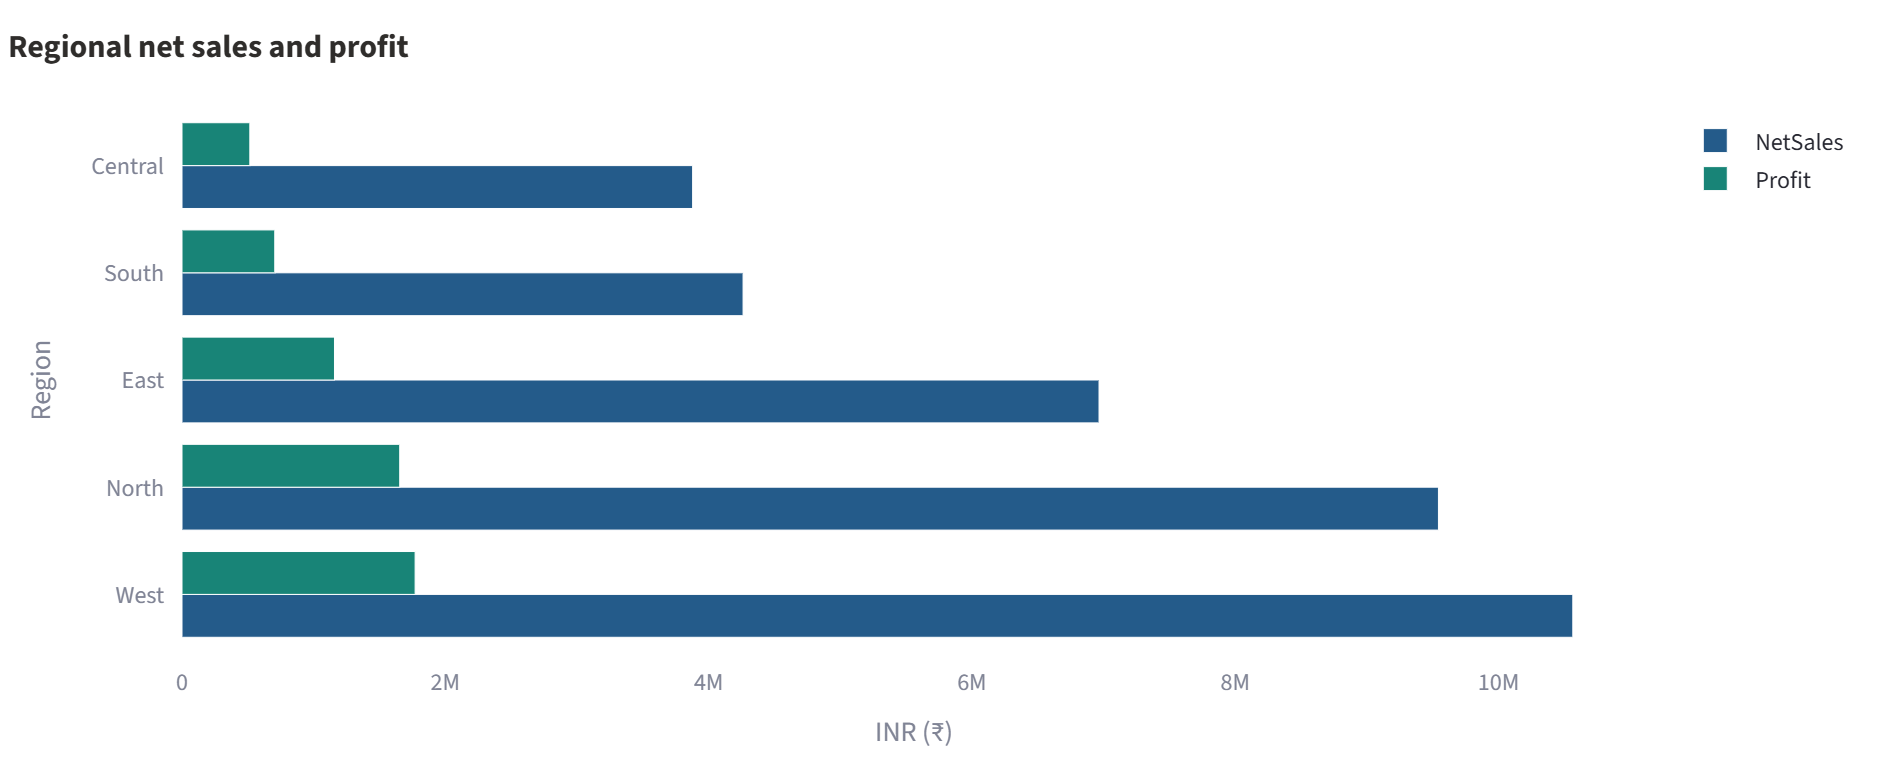 Regional net sales and profit
NetSales
Profit
Central
South
East
North
West
Region
0 2M 4M 6M 8M 10M
INR (₹)